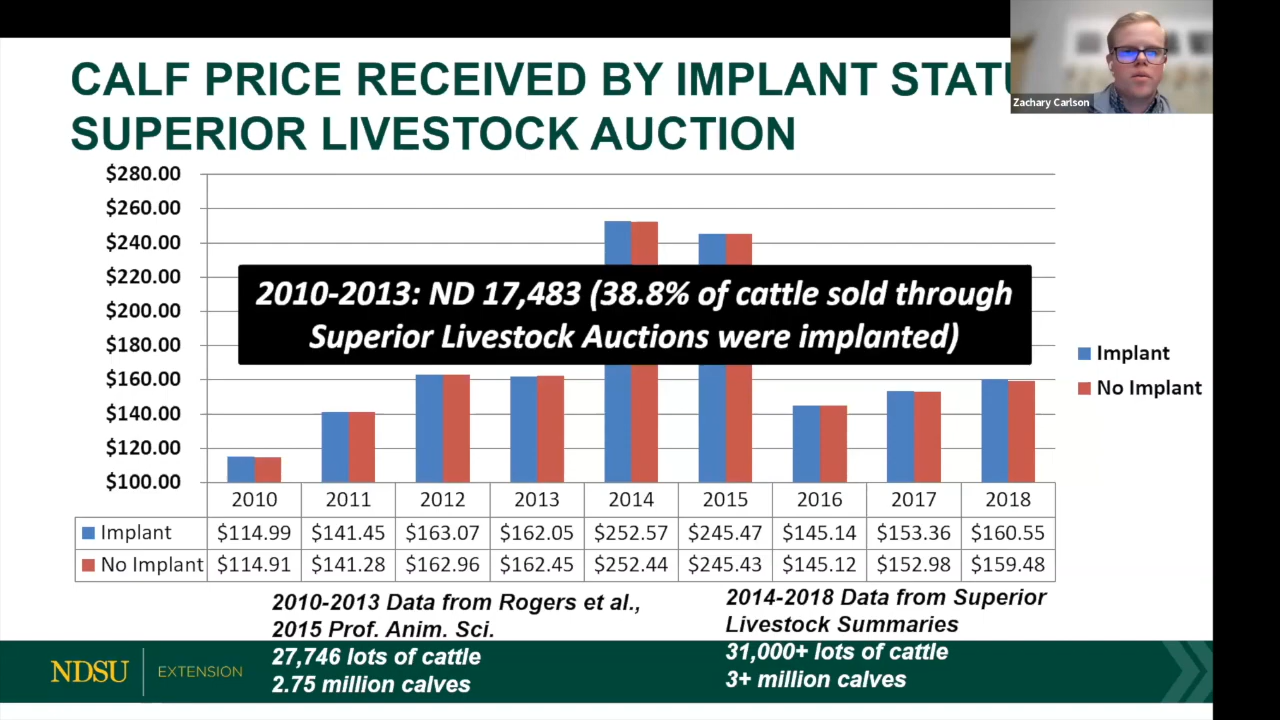 CALF PRICE RECEIVED BY IMPLANT STATU
SUPERIOR LIVESTOCK AUCTION
Zachary Carlson
$280.00
$260.00
$240.00
$220.00
$200.00
$180.00
$160.00
$140.00
$120.00
$100.00
2010-2013: ND 17,483 (38.8% of cattle sold through
Superior Livestock Auctions were implanted)
Implant
No Implant
2010 2011 2012 2013 2014 2015 2016 2017 2018
Implant $114.99 $141.45 $163.07 $162.05 $252.57 $245.47 $145.14 $153.36 $160.55
No Implant $114.91 $141.28 $162.96 $162.45 $252.44 $245.43 $145.12 $152.98 $159.48
2010-2013 Data from Rogers et al.,
2015 Prof. Anim. Sci.
27,746 lots of cattle
2.75 million calves
2014-2018 Data from Superior
Livestock Summaries
31,000+ lots of cattle
3+ million calves
NDSU EXTENSION